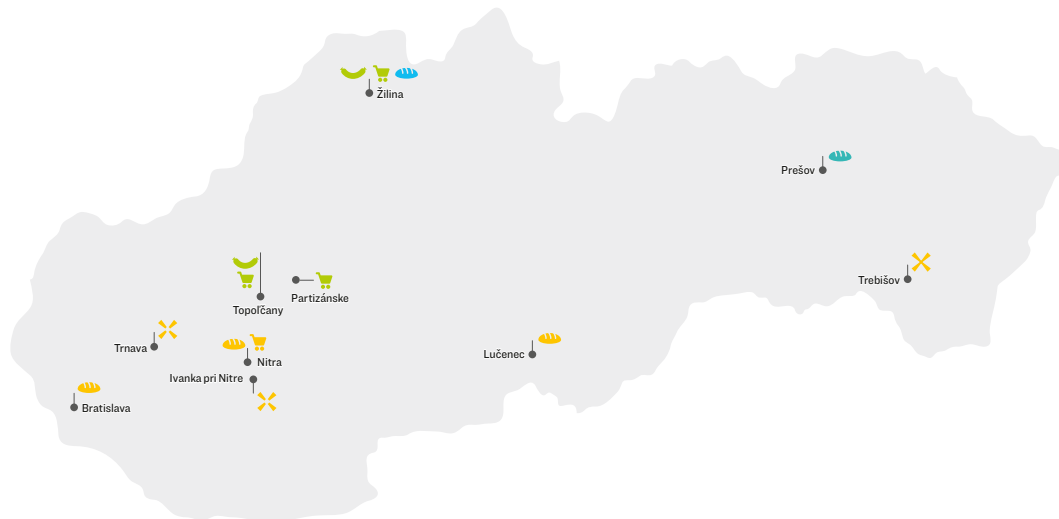 Žilina
Prešov
Trebišov
Partizánske
Topoľčany
Trnava
Lučenec
Nitra
Ivanka pri Nitre
Bratislava